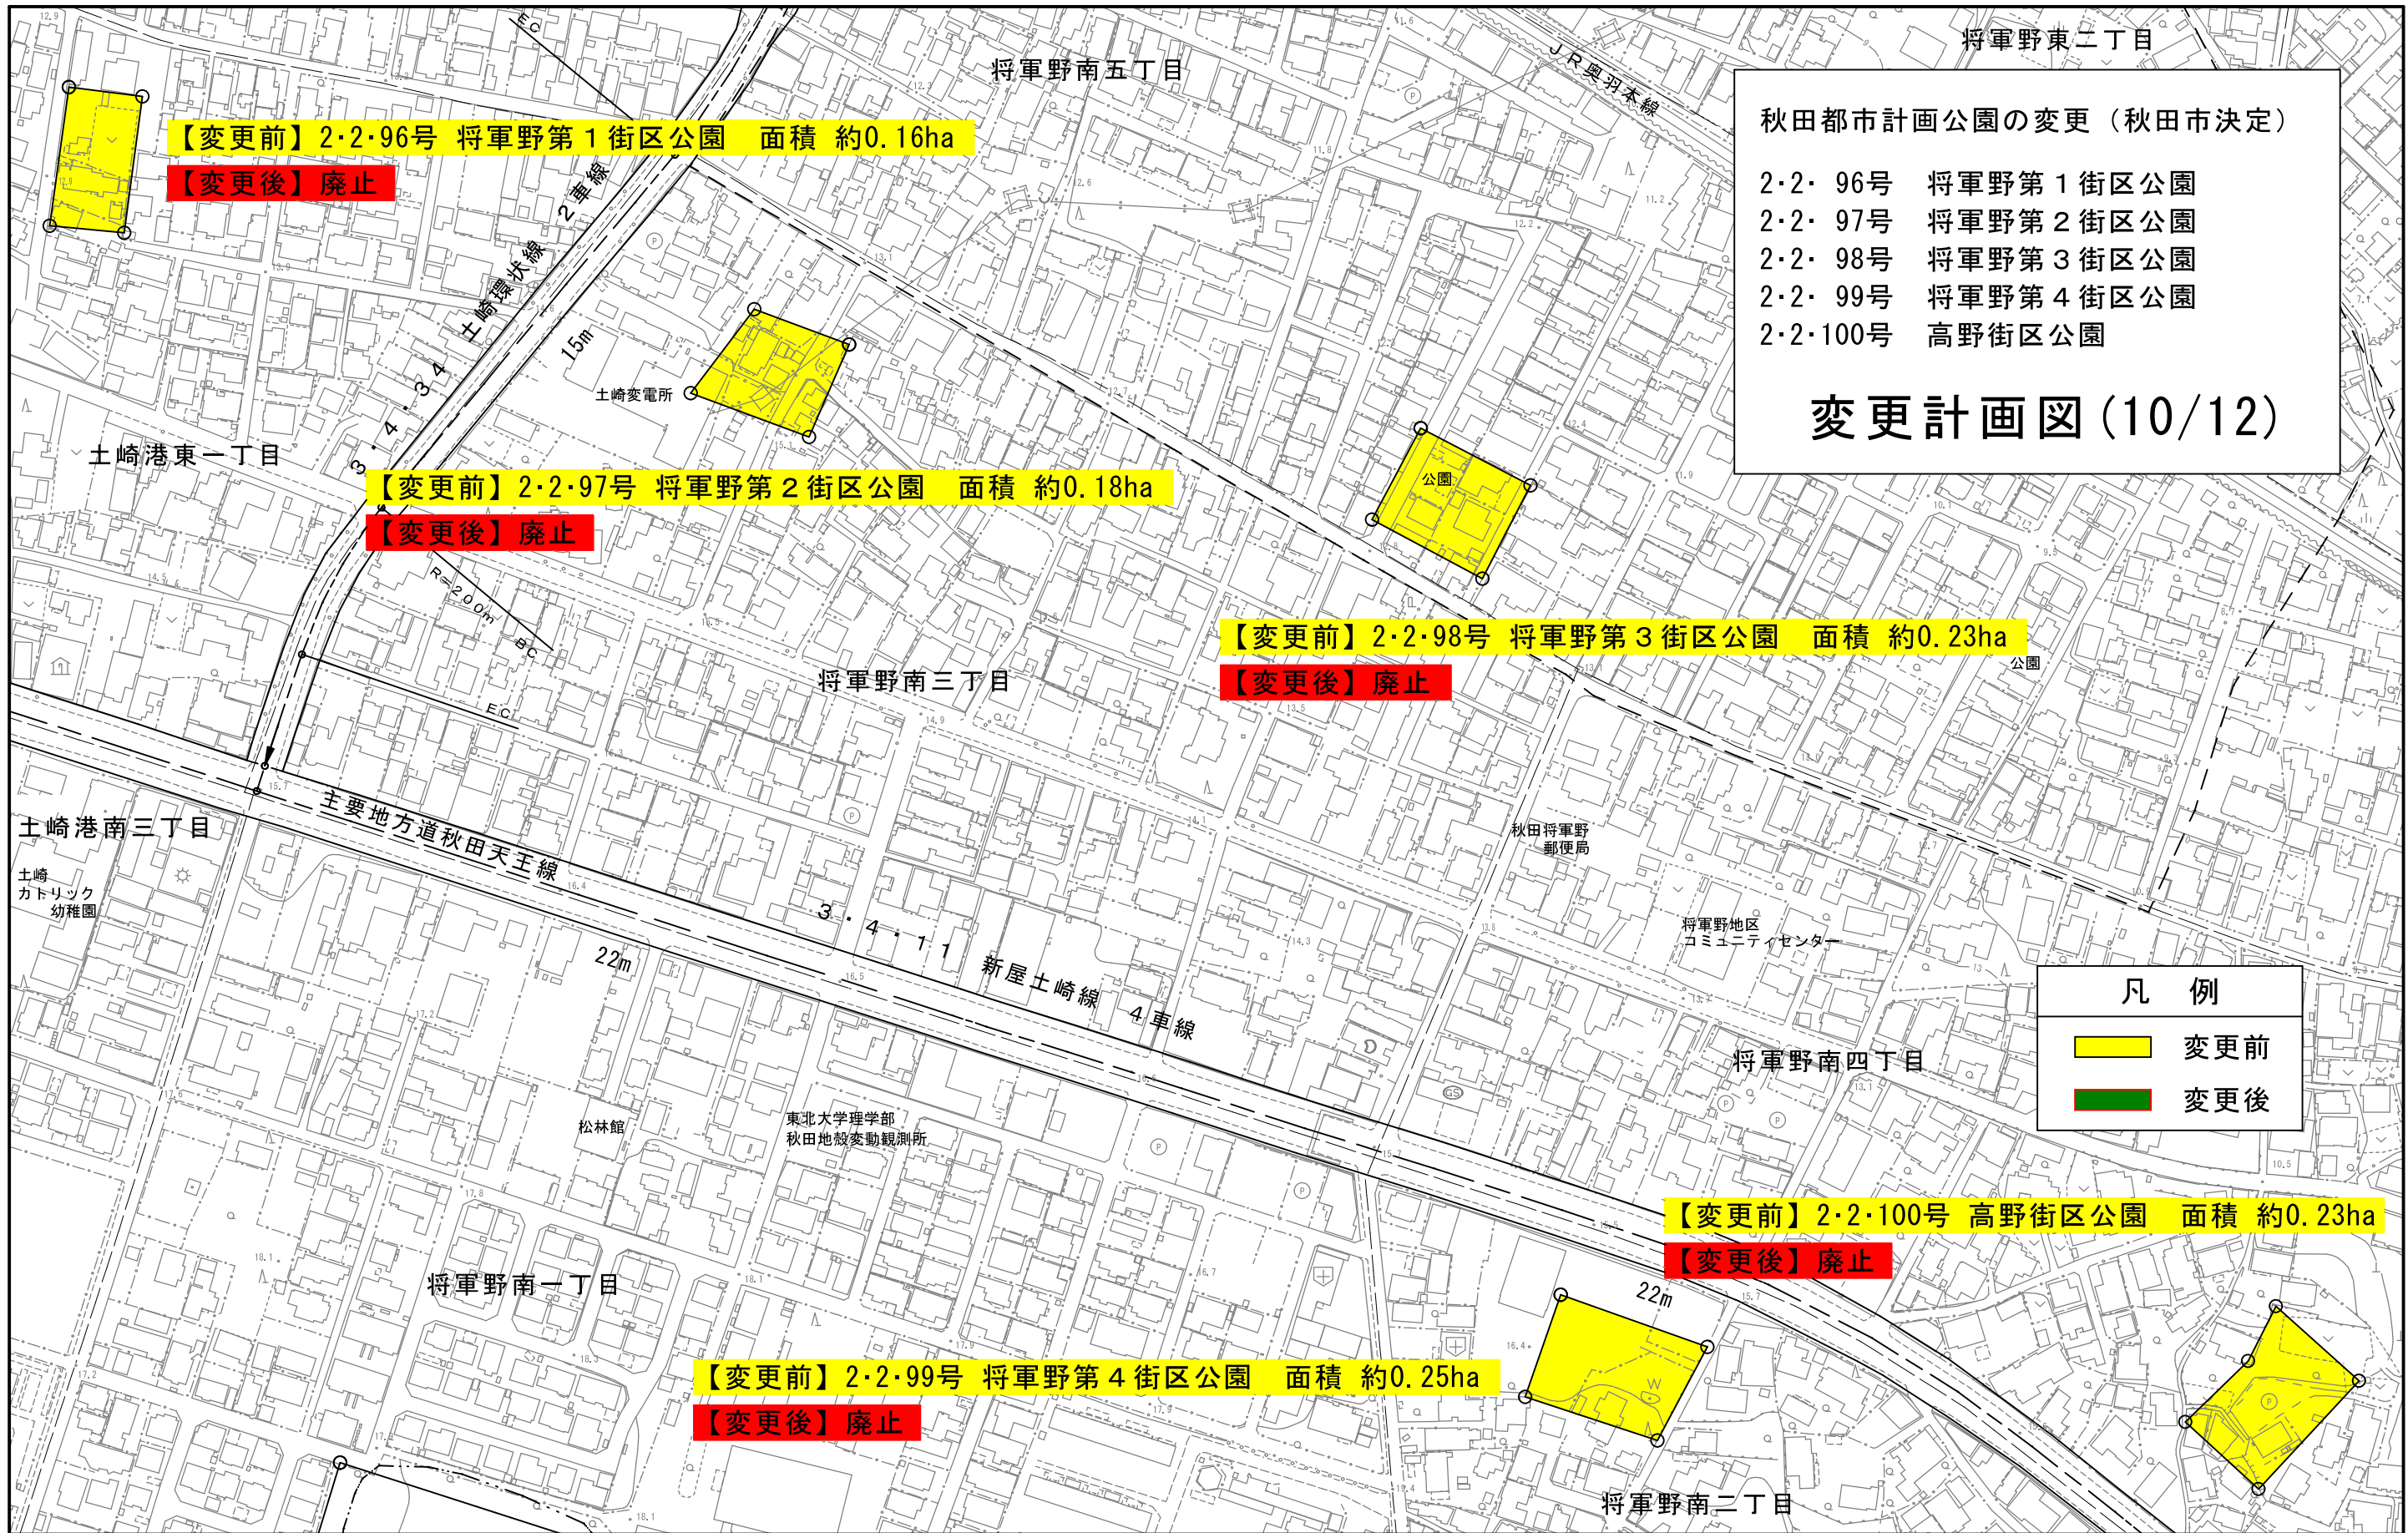 将軍野東二丁目
将軍野南五丁目
JR奥羽本線
EC
秋田都市計画公園の変更（秋田市決定）
2・2・ 96号　将軍野第１街区公園
2・2・ 97号　将軍野第２街区公園
2・2・ 98号　将軍野第３街区公園
2・2・ 99号　将軍野第４街区公園
2・2・100号　高野街区公園
変更計画図(10/12)
【変更前】2・2・96号 将軍野第１街区公園　面積 約0.16ha
【変更後】廃止
3・4・34 土崎環状線 2車線
15m
土崎変電所
土崎港東一丁目
【変更前】2・2・97号 将軍野第２街区公園　面積 約0.18ha
【変更後】廃止
R=200m
BC
EC
公園
【変更前】2・2・98号 将軍野第３街区公園　面積 約0.23ha
【変更後】廃止
公園
将軍野南三丁目
土崎港南三丁目
主要地方道秋田天王線
土崎
カトリック
幼稚園
秋田将軍野
郵便局
将軍野地区
コミュニティセンター
3・4・11 新屋土崎線 4車線
22m
凡　例
変更前
変更後
将軍野南四丁目
GS
松林館
東北大学理学部
秋田地殻変動観測所
【変更前】2・2・100号 高野街区公園　面積 約0.23ha
【変更後】廃止
22m
将軍野南一丁目
【変更前】2・2・99号 将軍野第４街区公園　面積 約0.25ha
【変更後】廃止
将軍野南二丁目